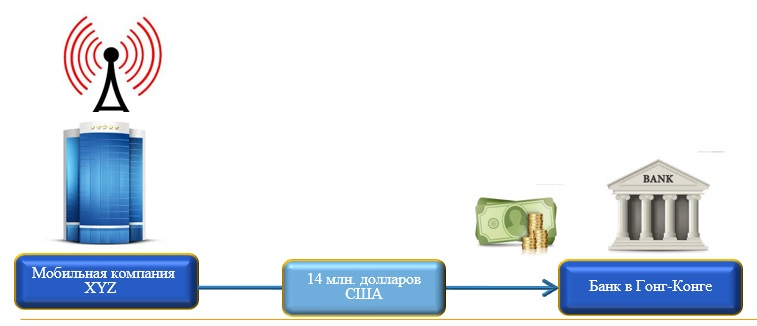 BANK
Мобильная компания
XYZ
14 млн. долларов
США
Банк в Гонг-Конге